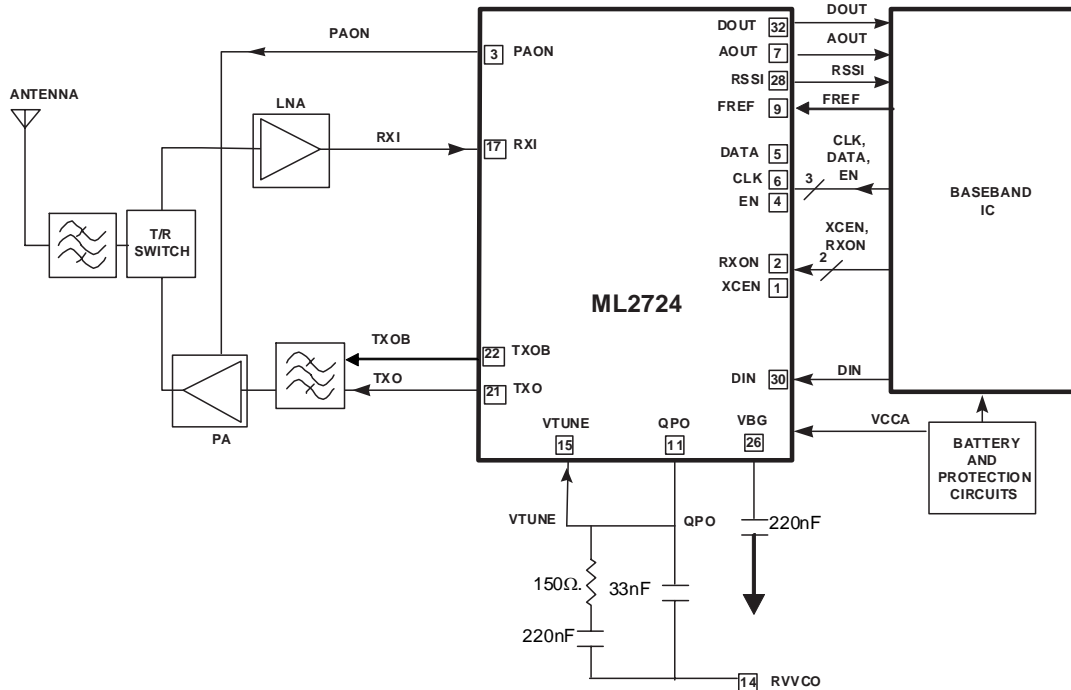 DOUT
32
DOUT
PAON
3
PAON
AOUT
7
AOUT
RSSI
28
RSSI
FREF
9
FREF
ANTENNA
LNA
RXI
17
RXI
DATA
5
CLK
6
EN
4
3
CLK,
DATA,
EN
BASEBAND
IC
T/R
SWITCH
RXON
2
XCEN
1
2
XCEN,
RXON
ML2724
TXOB
22
TXOB
TXO
21
TXO
DIN
30
DIN
PA
VTUNE
15
QPO
11
VBG
26
VCCA
BATTERY
AND
PROTECTION
CIRCUITS
VTUNE
QPO
220nF
150Ω.
33nF
220nF
14
RVVCO